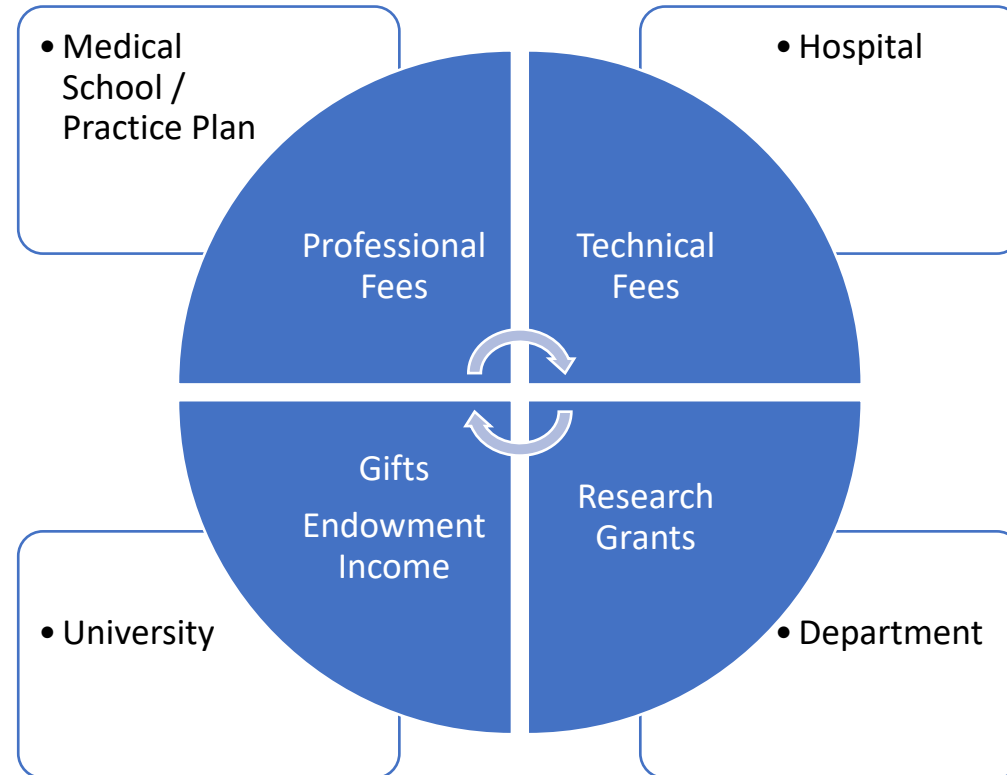 • Medical
School /
Practice Plan
• Hospital
Professional
Fees
Technical
Fees
Gifts
Endowment
Income
Research
Grants
• University
• Department